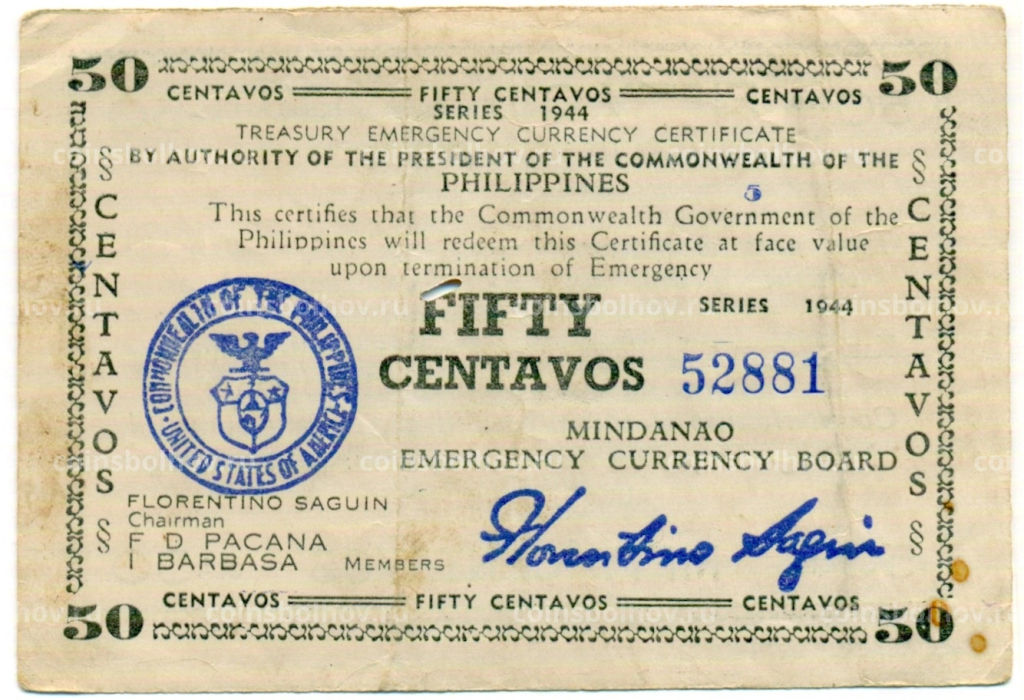 50 50
CENTAVOS FIFTY CENTAVOS CENTAVOS
SERIES 1944
TREASURY EMERGENCY CURRENCY CERTIFICATE
BY AUTHORITY OF THE PRESIDENT OF THE COMMONWEALTH OF THE
PHILIPPINES
5
This certifies that the Commonwealth Government of the
Philippines will redeem this Certificate at face value
upon termination of Emergency
§ CENTAVOS §
§ CENTAVOS §
COMMONWEALTH OF THE PHILIPPINES
UNITED STATES OF AMERICA
FIFTY
SERIES 1944
CENTAVOS 52881
MINDANAO
EMERGENCY CURRENCY BOARD
FLORENTINO SAGUIN
Chairman
F D PACANA
I BARBASA MEMBERS
Florentino Saguin
CENTAVOS FIFTY CENTAVOS CENTAVOS
50 50
coinsbolhov.ru